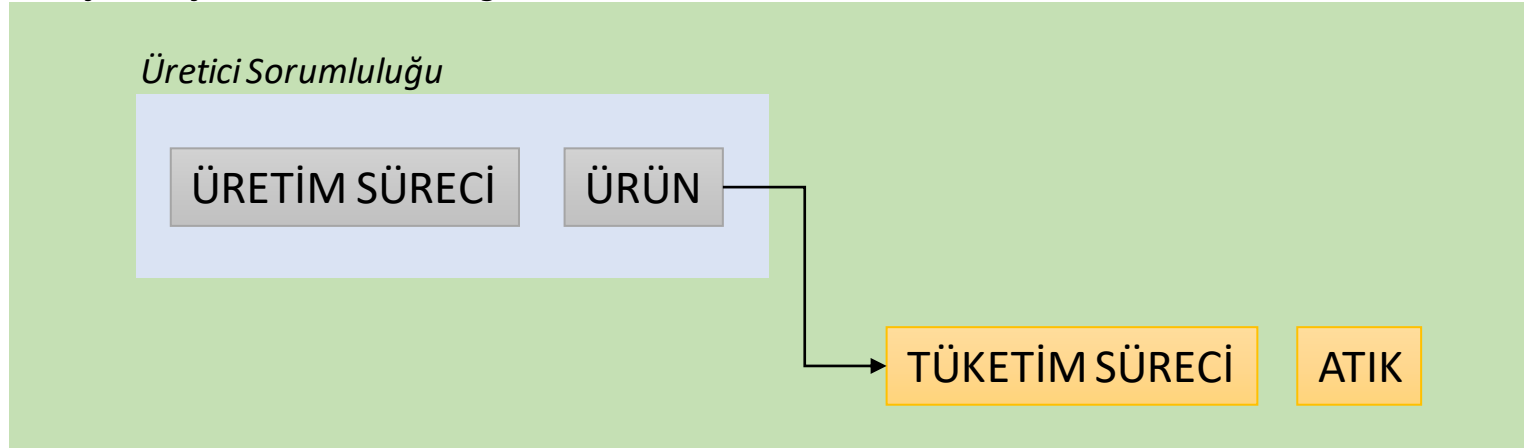 Üretici Sorumluluğu
ÜRETİM SÜRECİ
ÜRÜN
TÜKETİM SÜRECİ
ATIK